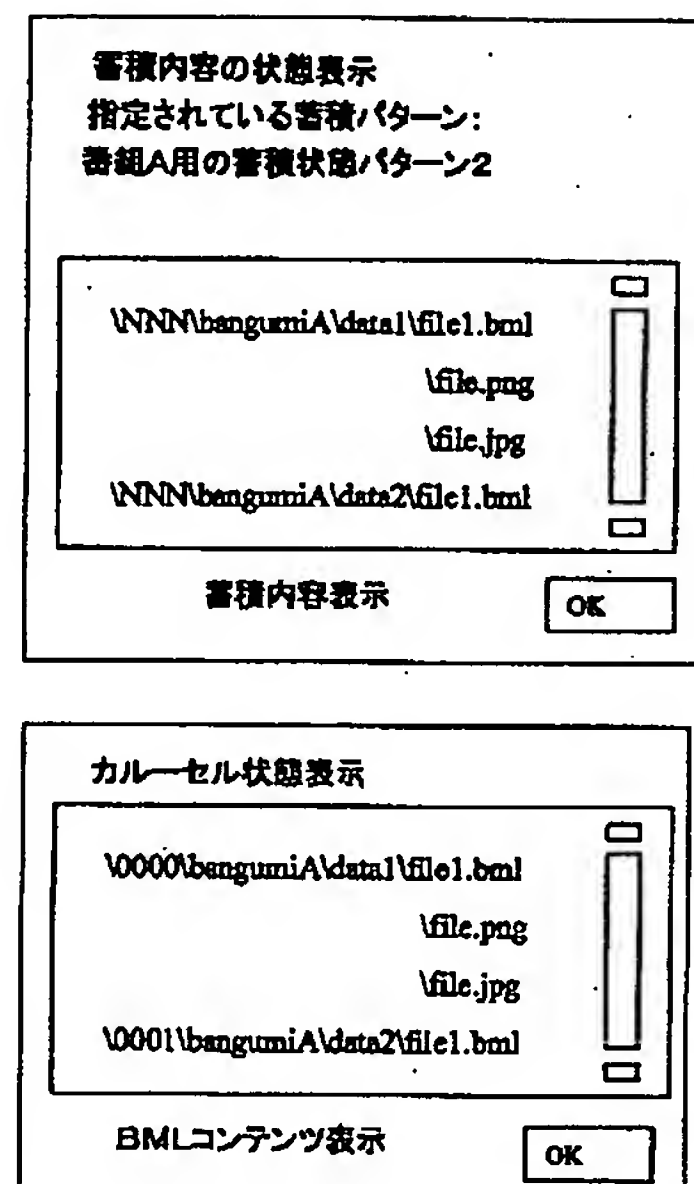 蓄積内容の状態表示
指定されている蓄積パターン:
番組A用の蓄積状態パターン2
\NNN\bangumiA\data1\file1.bml
\file.png
\file.jpg
\NNN\bangumiA\data2\file1.bml
蓄積内容表示
OK
カルーセル状態表示
\0000\bangumiA\data1\file1.bml
\file.png
\file.jpg
\0001\bangumiA\data2\file1.bml
BMLコンテンツ表示
OK